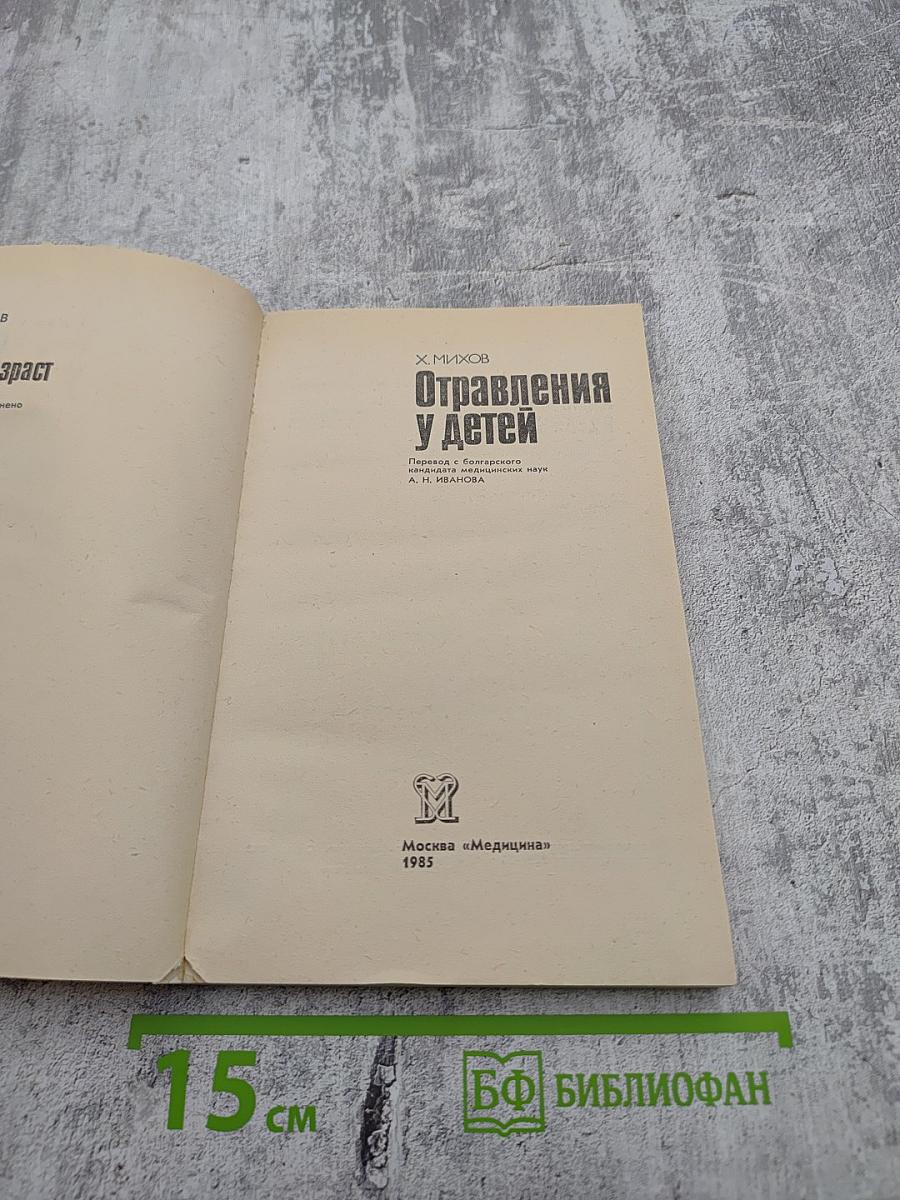 в
зраст
нено
Х. МИХОВ
Отравления
у детей
Перевод с болгарского
кандидата медицинских наук
А. Н. ИВАНОВА
М
Москва «Медицина»
1985
15 см
БФ БИБЛИОФАН